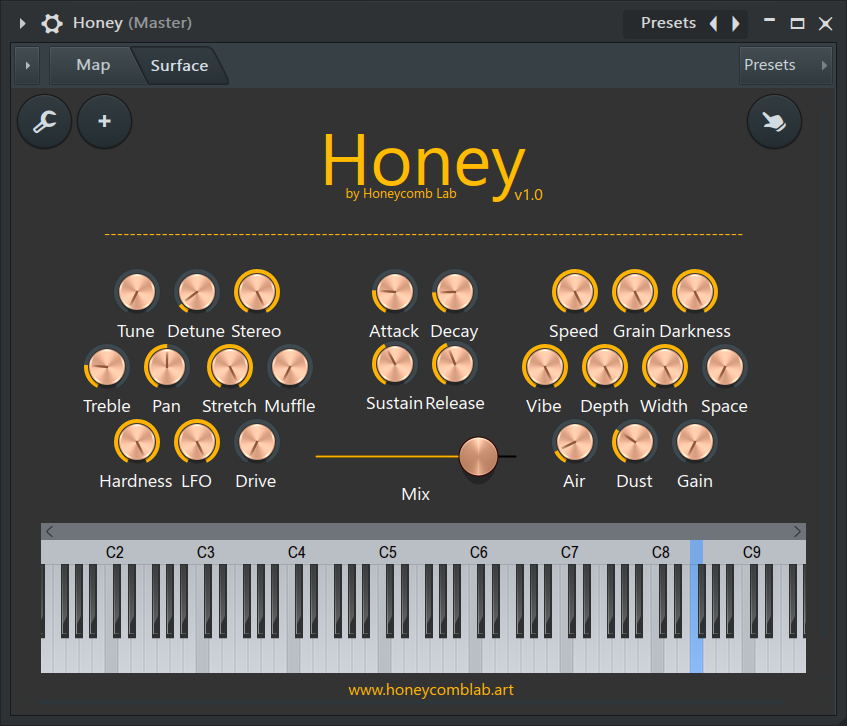 Honey (Master)
Presets
Map
Surface
Presets
+
Honey
by Honeycomb Lab
v1.0
Tune Detune Stereo
Attack Decay
Speed Grain Darkness
Treble Pan Stretch Muffle
Sustain Release
Vibe Depth Width Space
Hardness LFO Drive
Mix
Air Dust Gain
C2 C3 C4 C5 C6 C7 C8 C9
www.honeycomblab.art